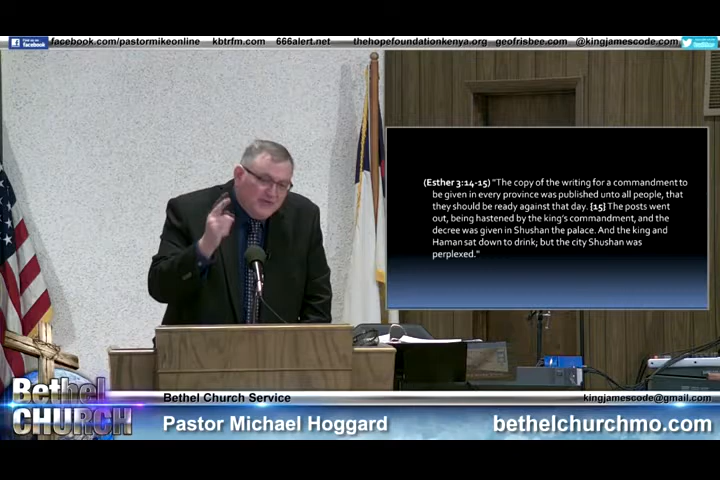 facebook.com/pastormikeonline kbtrfm.com 666alert.net thehopefoundationkenya.org geofrisbee.com @kingjamescode.com
(Esther 3:14-15) "The copy of the writing for a commandment to
be given in every province was published unto all people, that
they should be ready against that day. [15] The posts went
out, being hastened by the king's commandment, and the
decree was given in Shushan the palace. And the king and
Haman sat down to drink; but the city Shushan was
perplexed."
Bethel
CHURCH
Bethel Church Service kingjamescode@gmail.com
Pastor Michael Hoggard bethelchurchmo.com